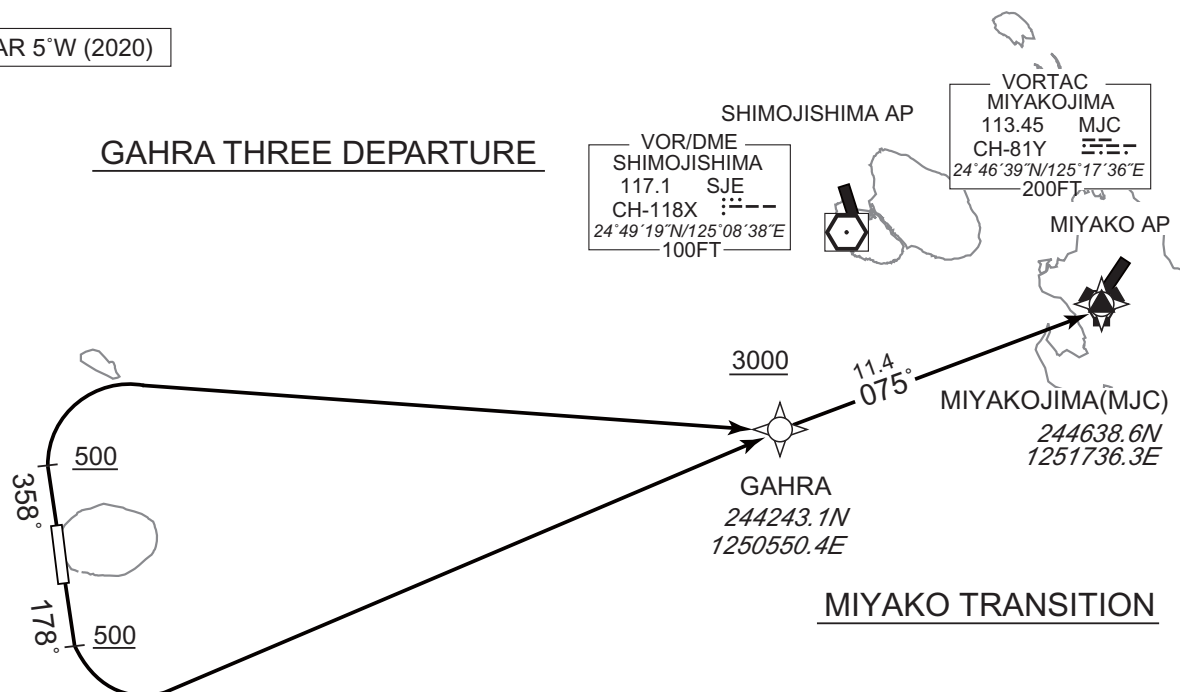 AR 5°W (2020)
GAHRA THREE DEPARTURE
VOR/DME
SHIMOJISHIMA
117.1 SJE
CH-118X
24°49´19˝N/125°08´38˝E
100FT
SHIMOJISHIMA AP
VORTAC
MIYAKOJIMA
113.45 MJC
CH-81Y
24°46´39˝N/125°17´36˝E
200FT
MIYAKO AP
3000
11.4
075°
MIYAKOJIMA(MJC)
244638.6N
1251736.3E
500
358°
GAHRA
244243.1N
1250550.4E
178°
500
MIYAKO TRANSITION